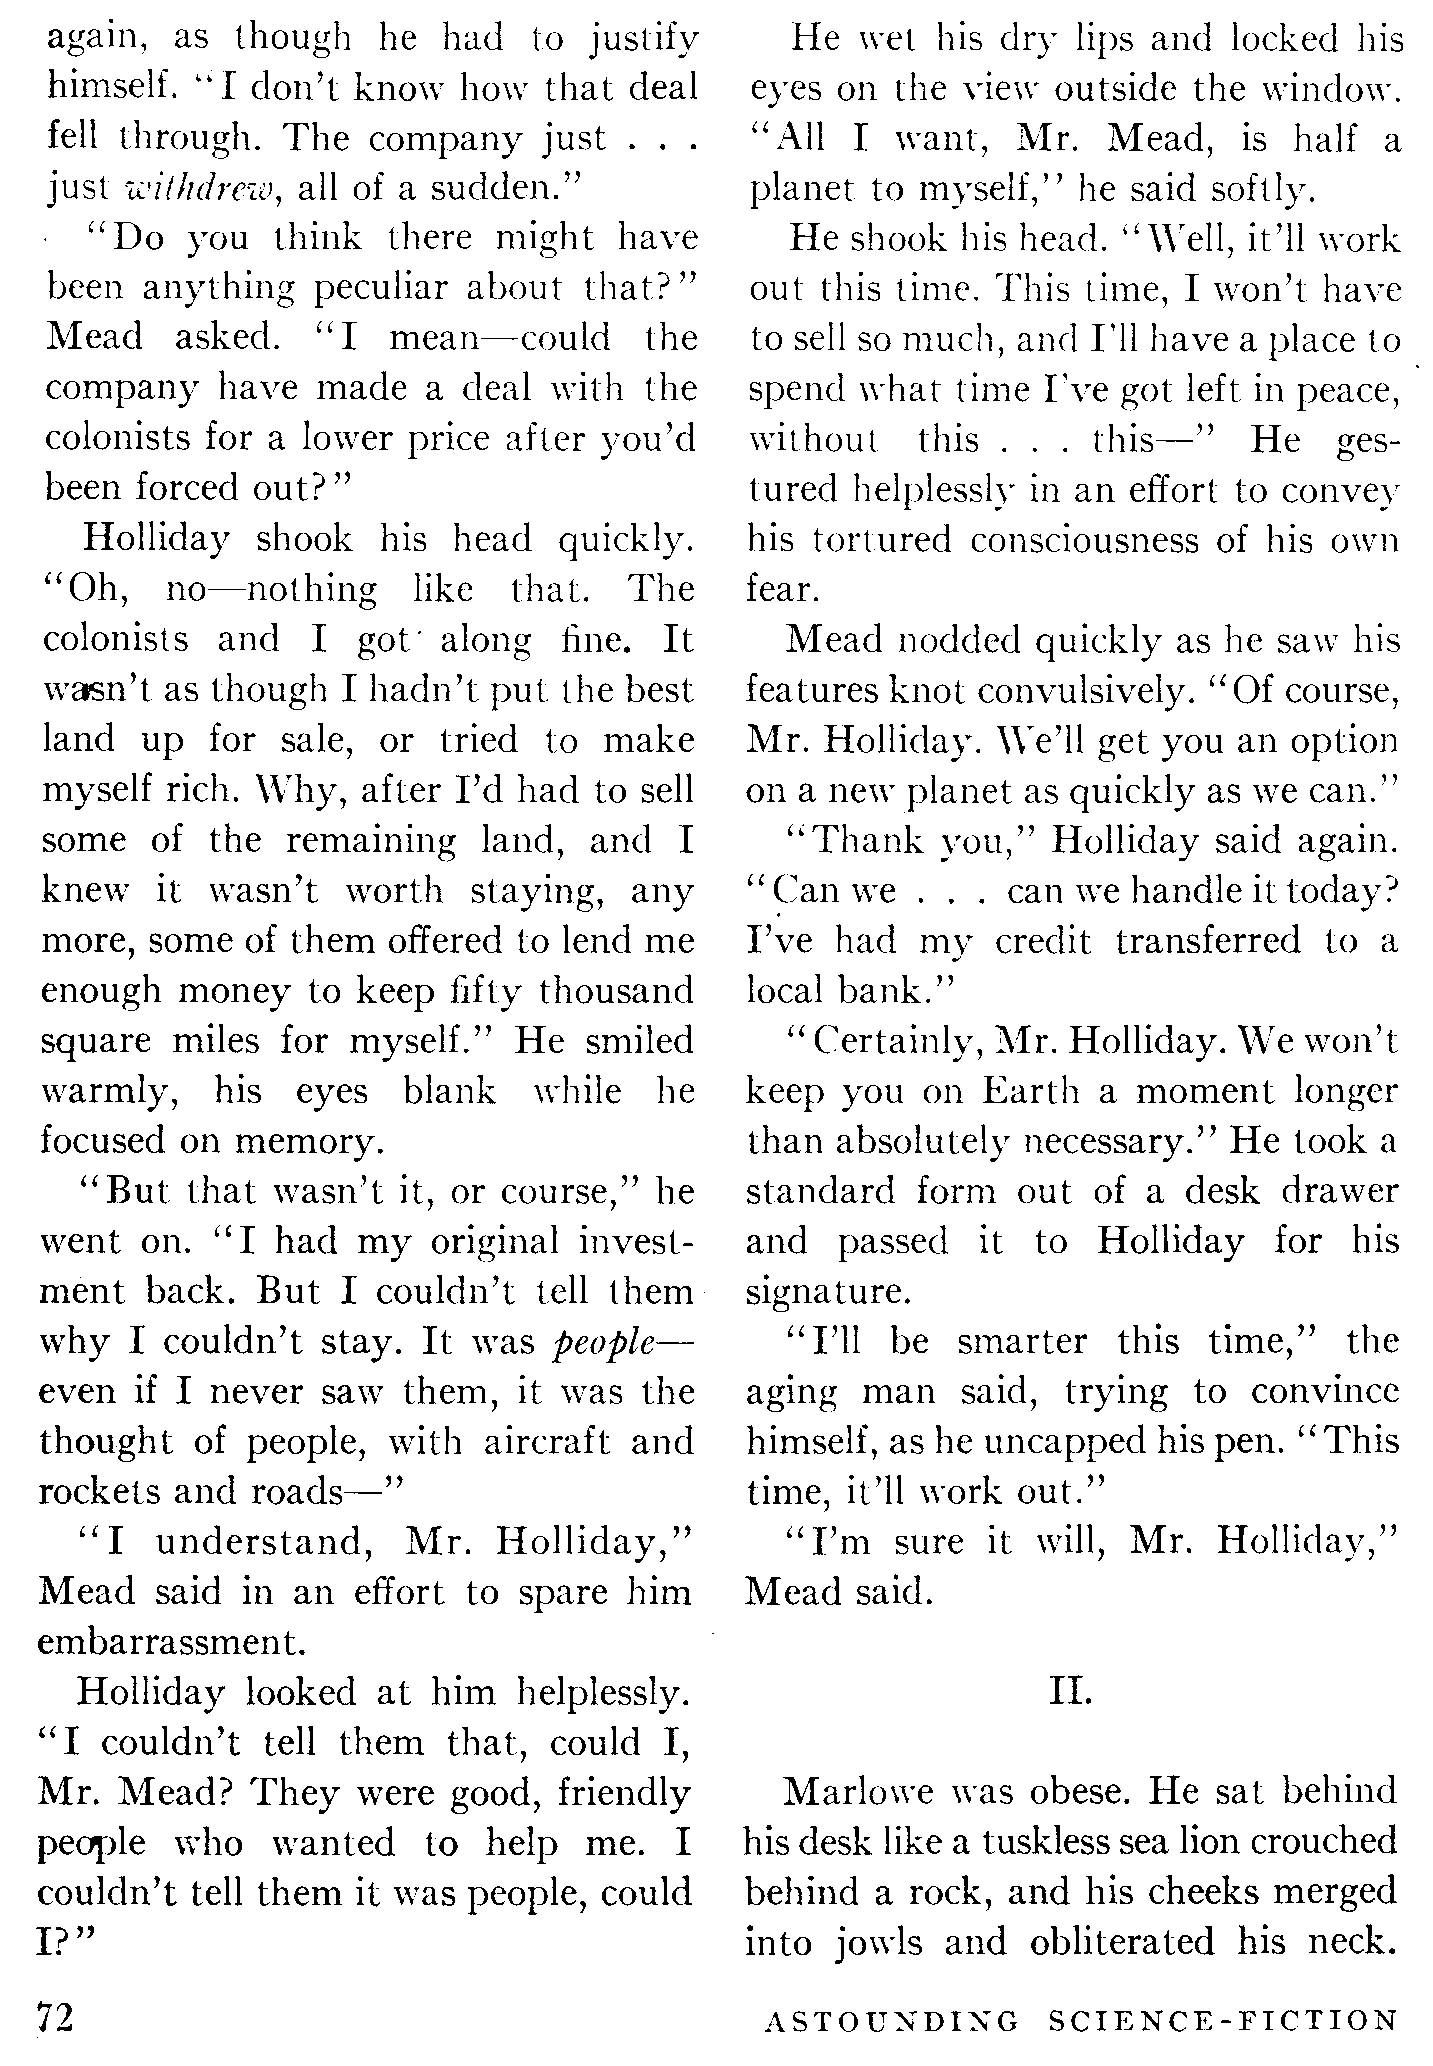 again, as though he had to justify
himself. "I don't know how that deal
fell through. The company just . . .
just withdrew, all of a sudden."
"Do you think there might have
been anything peculiar about that?"
Mead asked. "I mean—could the
company have made a deal with the
colonists for a lower price after you'd
been forced out?"
Holliday shook his head quickly.
"Oh, no—nothing like that. The
colonists and I got along fine. It
wasn't as though I hadn't put the best
land up for sale, or tried to make
myself rich. Why, after I'd had to sell
some of the remaining land, and I
knew it wasn't worth staying, any
more, some of them offered to lend me
enough money to keep fifty thousand
square miles for myself." He smiled
warmly, his eyes blank while he
focused on memory.
"But that wasn't it, or course," he
went on. "I had my original invest-
ment back. But I couldn't tell them
why I couldn't stay. It was people—
even if I never saw them, it was the
thought of people, with aircraft and
rockets and roads—"
"I understand, Mr. Holliday,"
Mead said in an effort to spare him
embarrassment.
Holliday looked at him helplessly.
"I couldn't tell them that, could I,
Mr. Mead? They were good, friendly
people who wanted to help me. I
couldn't tell them it was people, could
I?"
He wet his dry lips and locked his
eyes on the view outside the window.
"All I want, Mr. Mead, is half a
planet to myself," he said softly.
He shook his head. "Well, it'll work
out this time. This time, I won't have
to sell so much, and I'll have a place to
spend what time I've got left in peace,
without this . . . this—" He ges-
tured helplessly in an effort to convey
his tortured consciousness of his own
fear.
Mead nodded quickly as he saw his
features knot convulsively. "Of course,
Mr. Holliday. We'll get you an option
on a new planet as quickly as we can."
"Thank you," Holliday said again.
"Can we . . . can we handle it today?
I've had my credit transferred to a
local bank."
"Certainly, Mr. Holliday. We won't
keep you on Earth a moment longer
than absolutely necessary." He took a
standard form out of a desk drawer
and passed it to Holliday for his
signature.
"I'll be smarter this time," the
aging man said, trying to convince
himself, as he uncapped his pen. "This
time, it'll work out."
"I'm sure it will, Mr. Holliday,"
Mead said.
II.
Marlowe was obese. He sat behind
his desk like a tuskless sea lion crouched
behind a rock, and his cheeks merged
into jowls and obliterated his neck.
72
ASTOUNDING SCIENCE-FICTION